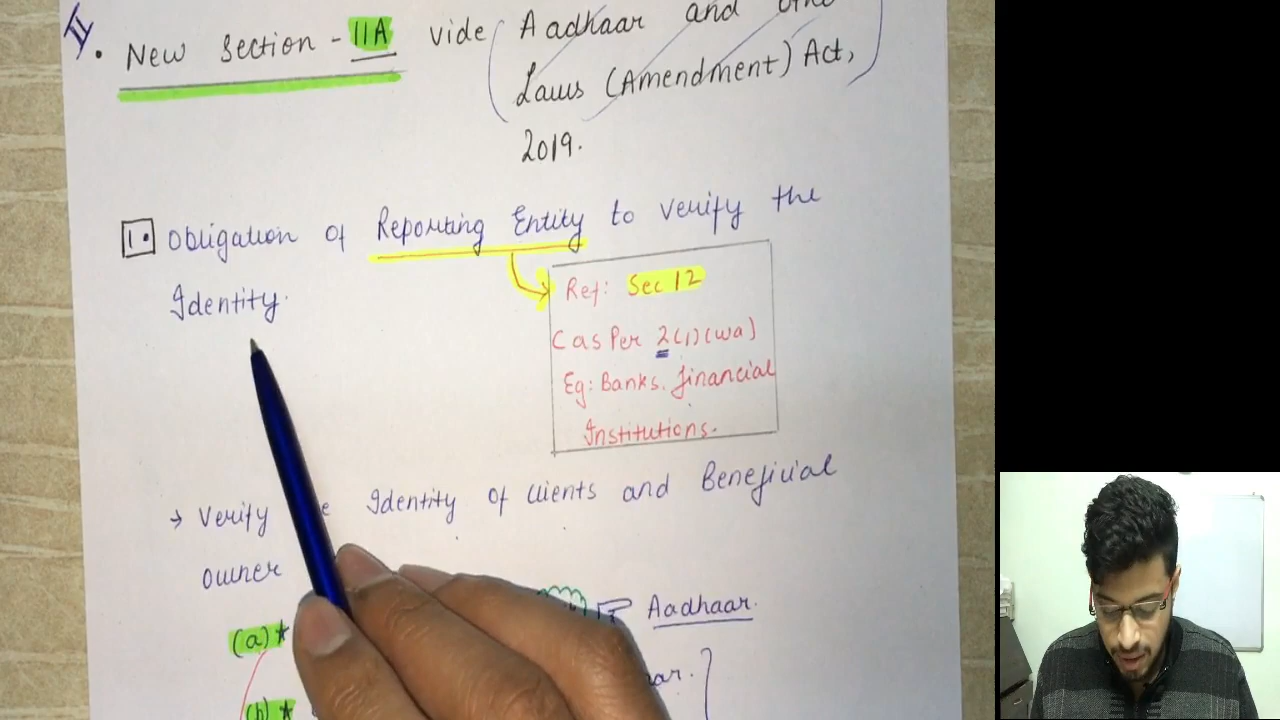 II
• New Section - 11A vide (Aadhaar and
Laws (Amendment) Act,
2019.
1. Obligation of Reporting Entity to verify the
Identity.
Ref: Sec 12
(as Per 2(1)(wa)
Eg: Banks, financial
Institutions.
→ Verify Identity of clients and Beneficial
owner
(a) ★ Aadhaar.
(b) ★